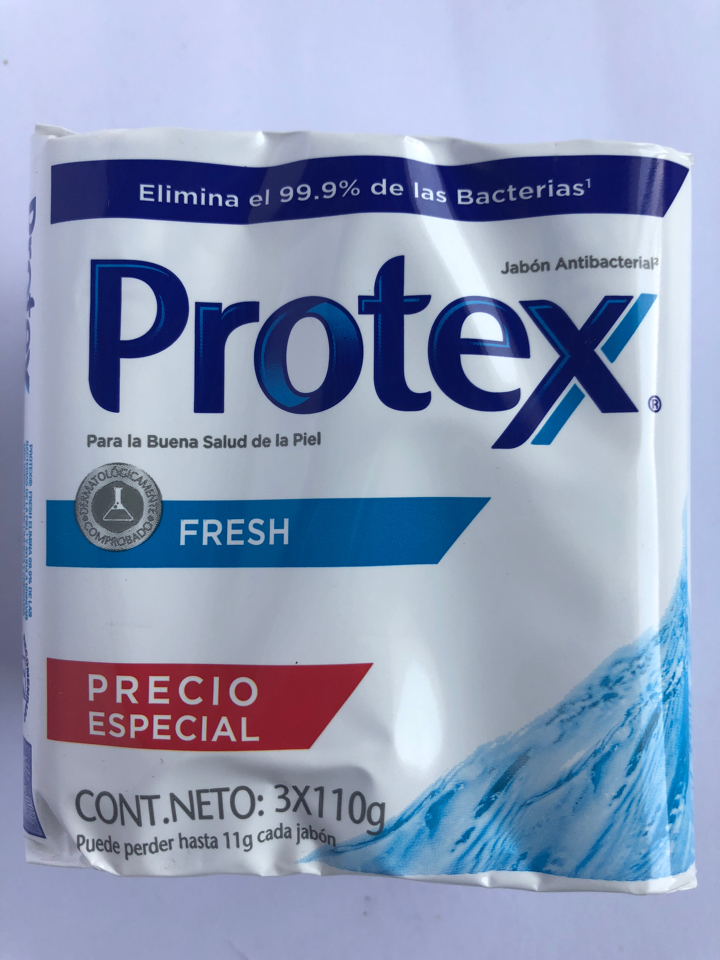 Elimina el 99.9% de las Bacterias¹
Jabón Antibacterial²
Protex®
Para la Buena Salud de la Piel
DERMATOLÓGICAMENTE
COMPROBADO
FRESH
PRECIO
ESPECIAL
CONT.NETO: 3X110g
Puede perder hasta 11g cada jabón